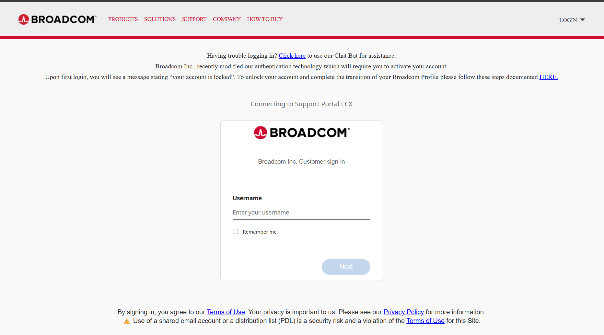 BROADCOM
PRODUCTS SOLUTIONS SUPPORT COMPANY HOW TO BUY
LOGIN
Having trouble logging in? Click here to use our Chat Bot for assistance.
Broadcom Inc. recently modified our authentication technology which will require you to activate your account.
Upon first login, you will see a message stating "your account is locked". To unlock your account and complete the transition of your Broadcom Profile please follow these steps documented HERE.
Connecting to Support Portal
BROADCOM
Broadcom Inc. Customer sign in
Username
Enter your username
Remember me
Next
By signing in, you agree to our Terms of Use. Your privacy is important to us. Please see our Privacy Policy for more information.
Use of a shared email account or a distribution list (PDL) is a security risk and a violation of the Terms of Use for this Site.